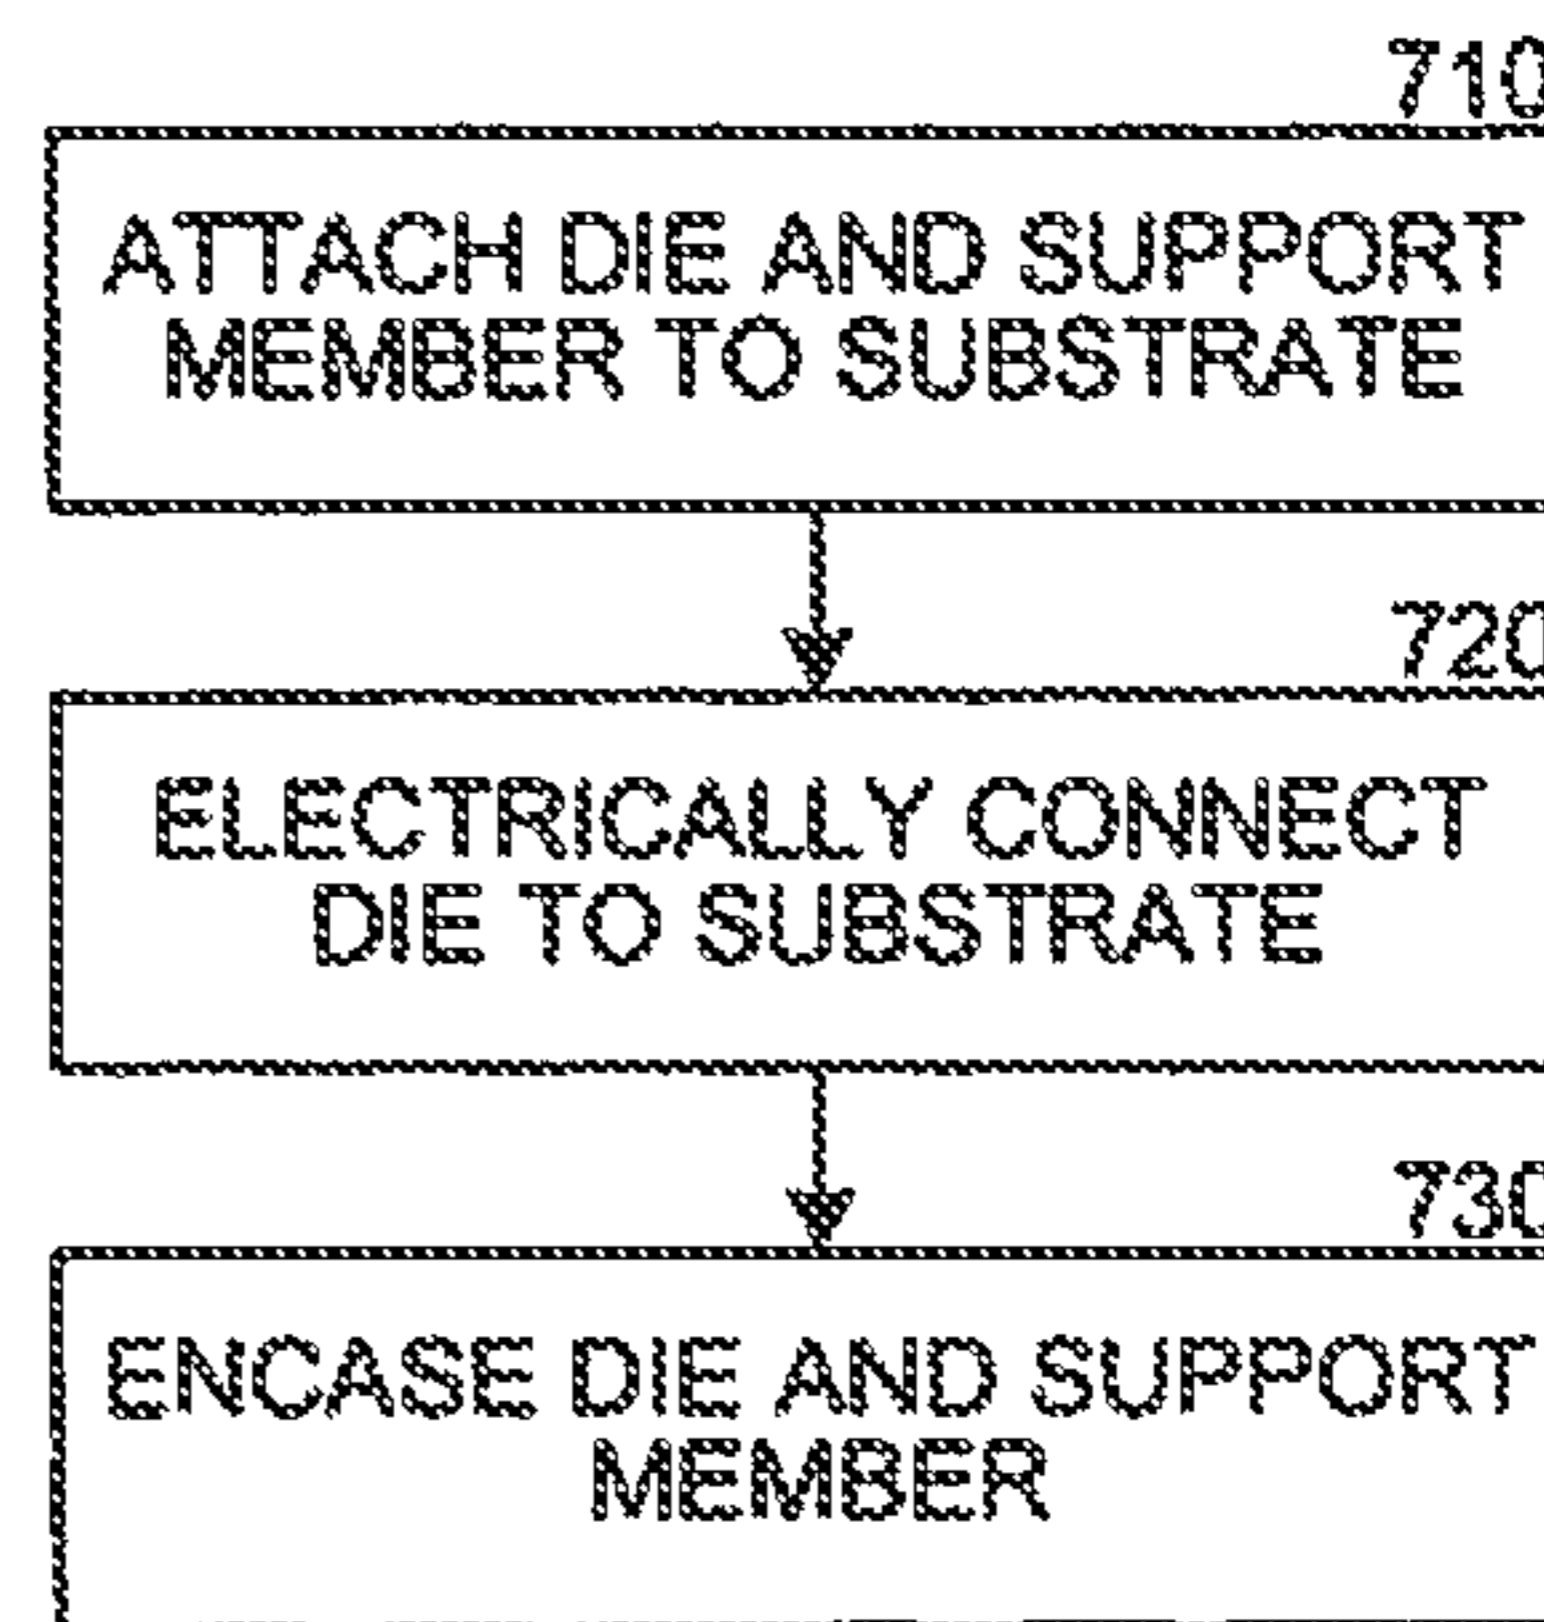 710
ATTACH DIE AND SUPPORT
MEMBER TO SUBSTRATE
720
ELECTRICALLY CONNECT
DIE TO SUBSTRATE
730
ENCASE DIE AND SUPPORT
MEMBER